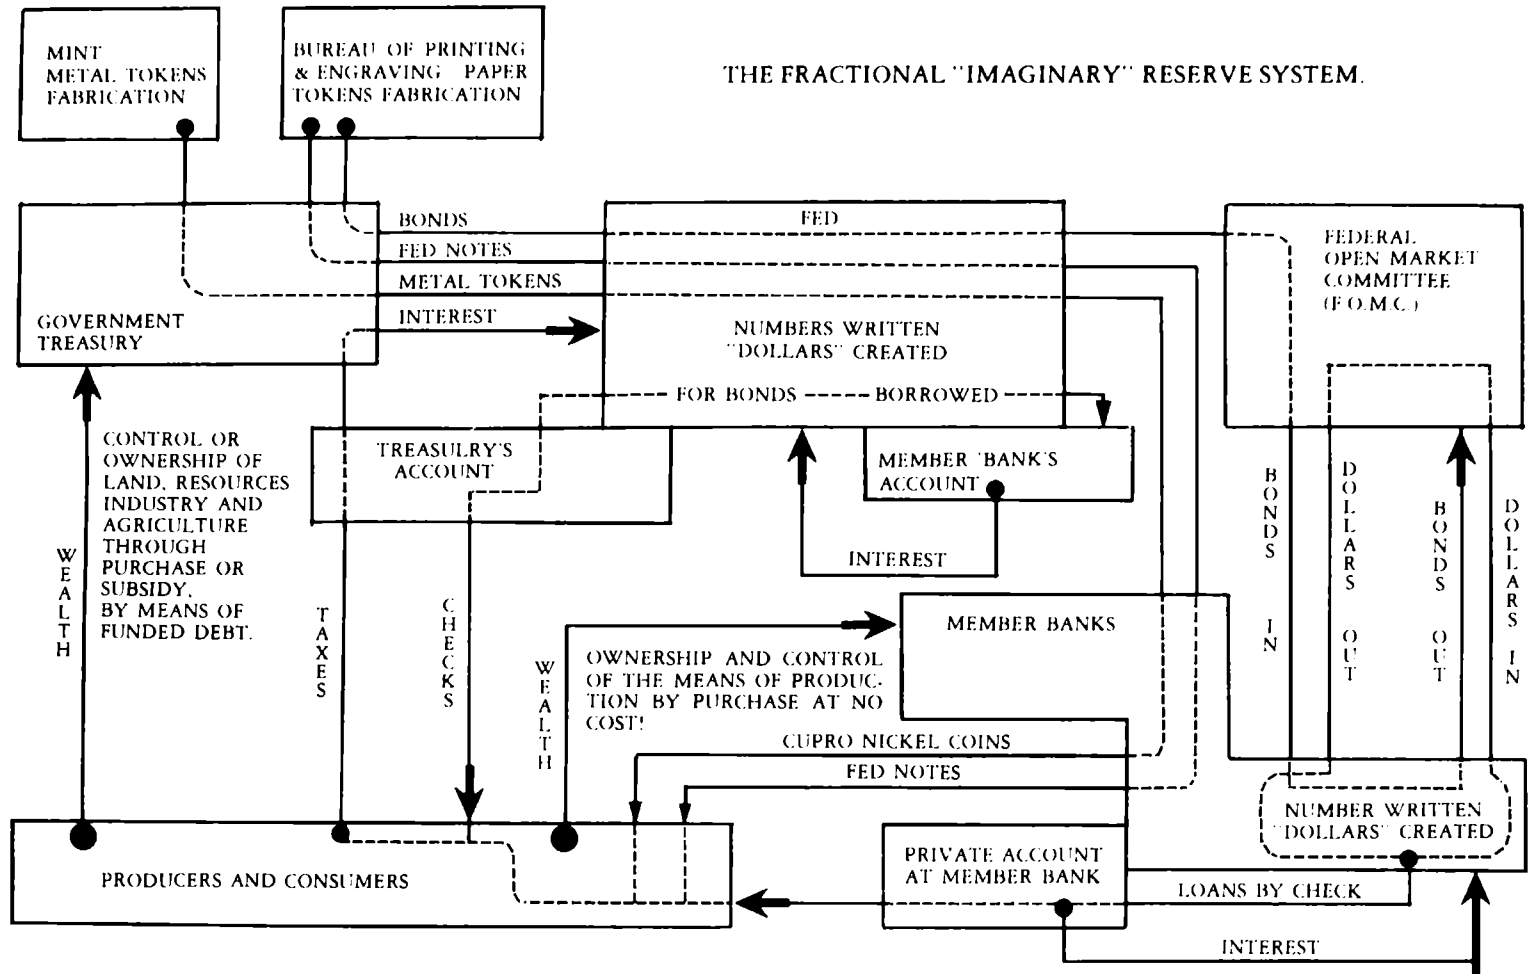 MINT
METAL TOKENS
FABRICATION
BUREAU OF PRINTING
& ENGRAVING PAPER
TOKENS FABRICATION
THE FRACTIONAL "IMAGINARY" RESERVE SYSTEM.
BONDS
FED NOTES
METAL TOKENS
INTEREST
GOVERNMENT
TREASURY
FED
NUMBERS WRITTEN
"DOLLARS" CREATED
FOR BONDS
BORROWED
FEDERAL
OPEN MARKET
COMMITTEE
(F.O.M.C.)
TREASULRY'S
ACCOUNT
MEMBER 'BANK'S
ACCOUNT
INTEREST
CONTROL OR
OWNERSHIP OF
LAND, RESOURCES
INDUSTRY AND
AGRICULTURE
THROUGH
PURCHASE OR
SUBSIDY,
BY MEANS OF
FUNDED DEBT.
WEALTH
TAXES
CHECKS
WEALTH
OWNERSHIP AND CONTROL
OF THE MEANS OF PRODUC-
TION BY PURCHASE AT NO
COST!
MEMBER BANKS
BONDS IN
DOLLARS OUT
BONDS OUT
DOLLARS IN
CUPRO NICKEL COINS
FED NOTES
NUMBER WRITTEN
"DOLLARS" CREATED
PRODUCERS AND CONSUMERS
PRIVATE ACCOUNT
AT MEMBER BANK
LOANS BY CHECK
INTEREST